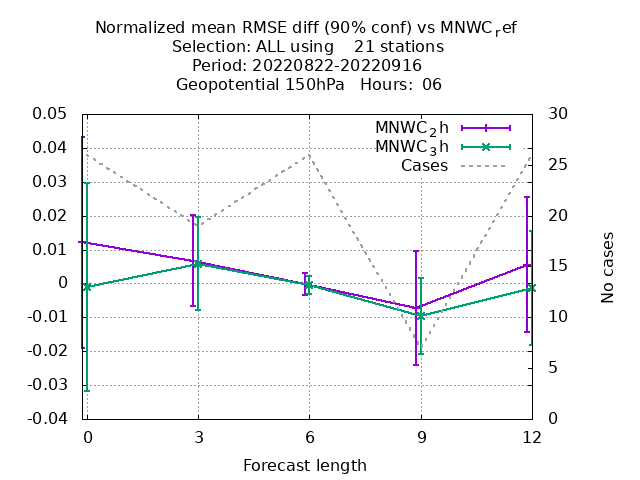 Normalized mean RMSE diff (90% conf) vs MNWC_ref
Selection: ALL using    21 stations
Period: 20220822-20220916
Geopotential 150hPa   Hours:  06
MNWC_2h
MNWC_3h
Cases
0.05
0.04
0.03
0.02
0.01
0
-0.01
-0.02
-0.03
-0.04
30
25
20
15
10
5
0
No cases
0 3 6 9 12
Forecast length